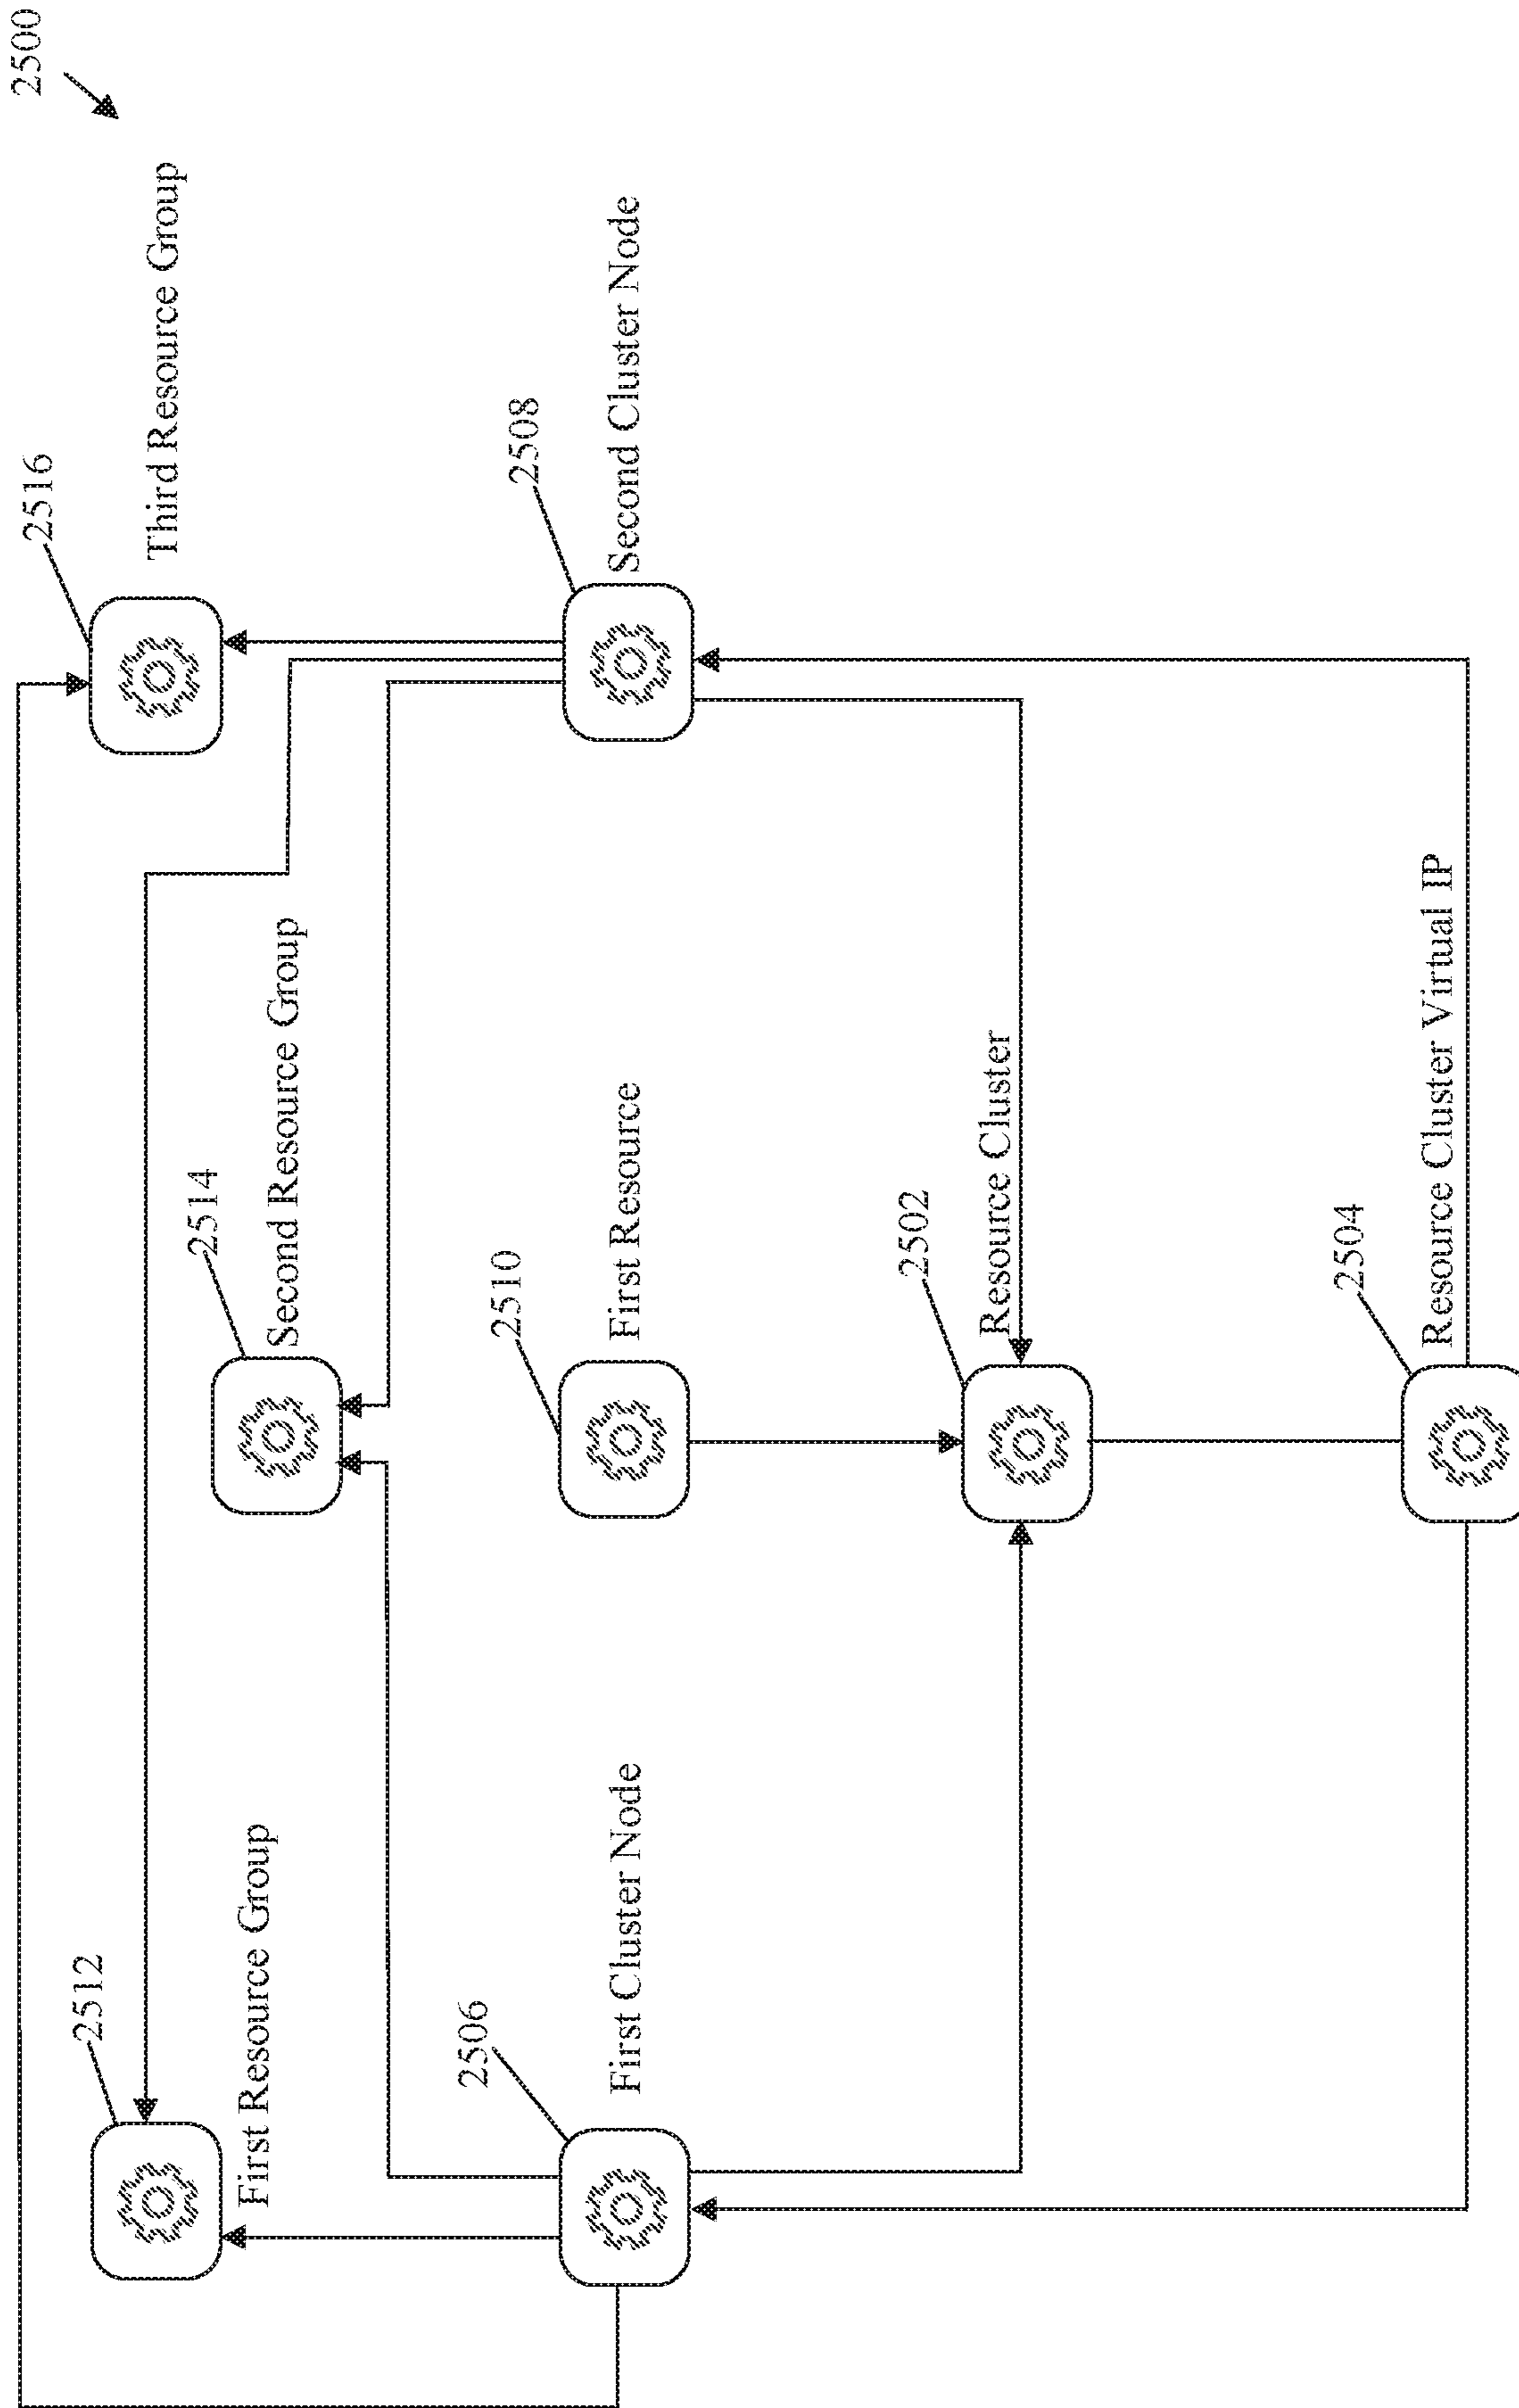 2500
2516
Third Resource Group
2514
Second Resource Group
2512
First Resource Group
2508
Second Cluster Node
2510
First Resource
2506
First Cluster Node
2502
Resource Cluster
2504
Resource Cluster Virtual IP